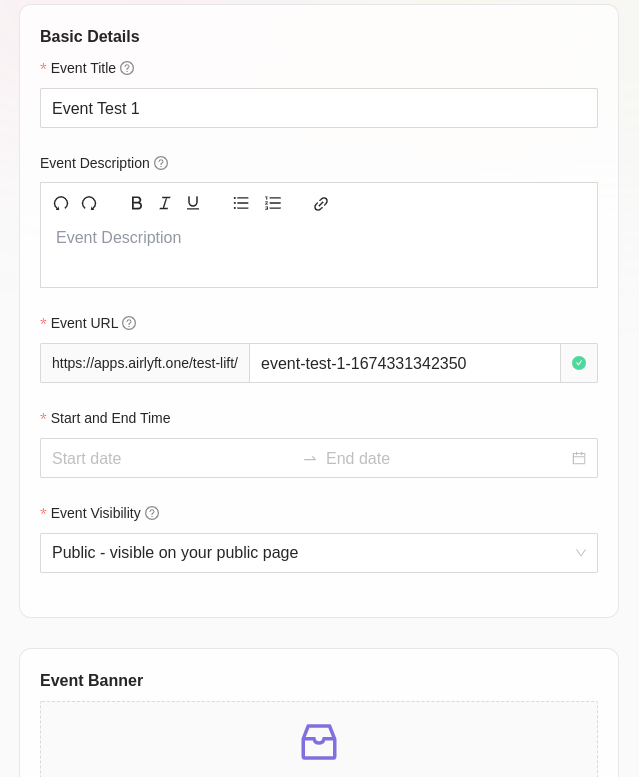 Basic Details
* Event Title
Event Test 1
Event Description
B I U
Event Description
* Event URL
https://apps.airlyft.one/test-lift/ event-test-1-1674331342350
* Start and End Time
Start date → End date
* Event Visibility
Public - visible on your public page
Event Banner